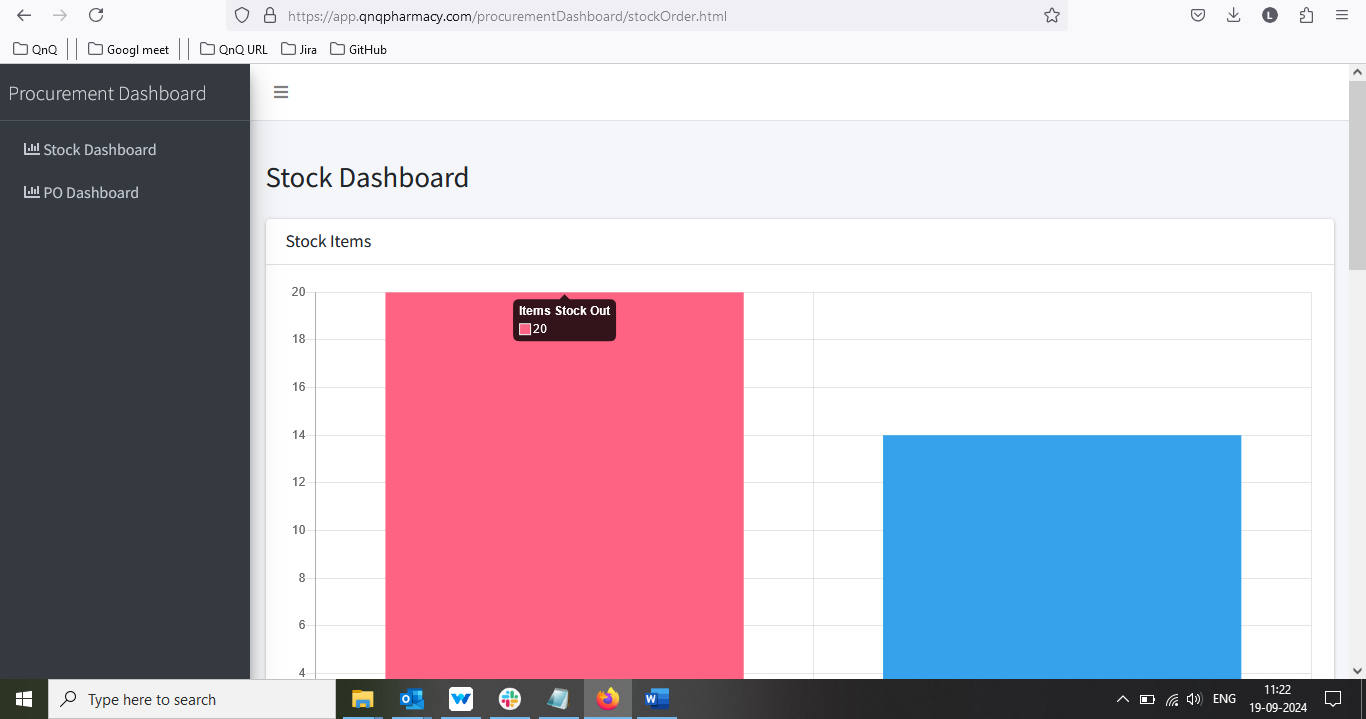 https://app.qnqpharmacy.com/procurementDashboard/stockOrder.html
L
QnQ
Googl meet
QnQ URL
Jira
GitHub
Procurement Dashboard
Stock Dashboard
PO Dashboard
Stock Dashboard
Stock Items
20
18
16
14
12
10
8
6
4
Items Stock Out
20
Type here to search
ENG
11:22
19-09-2024